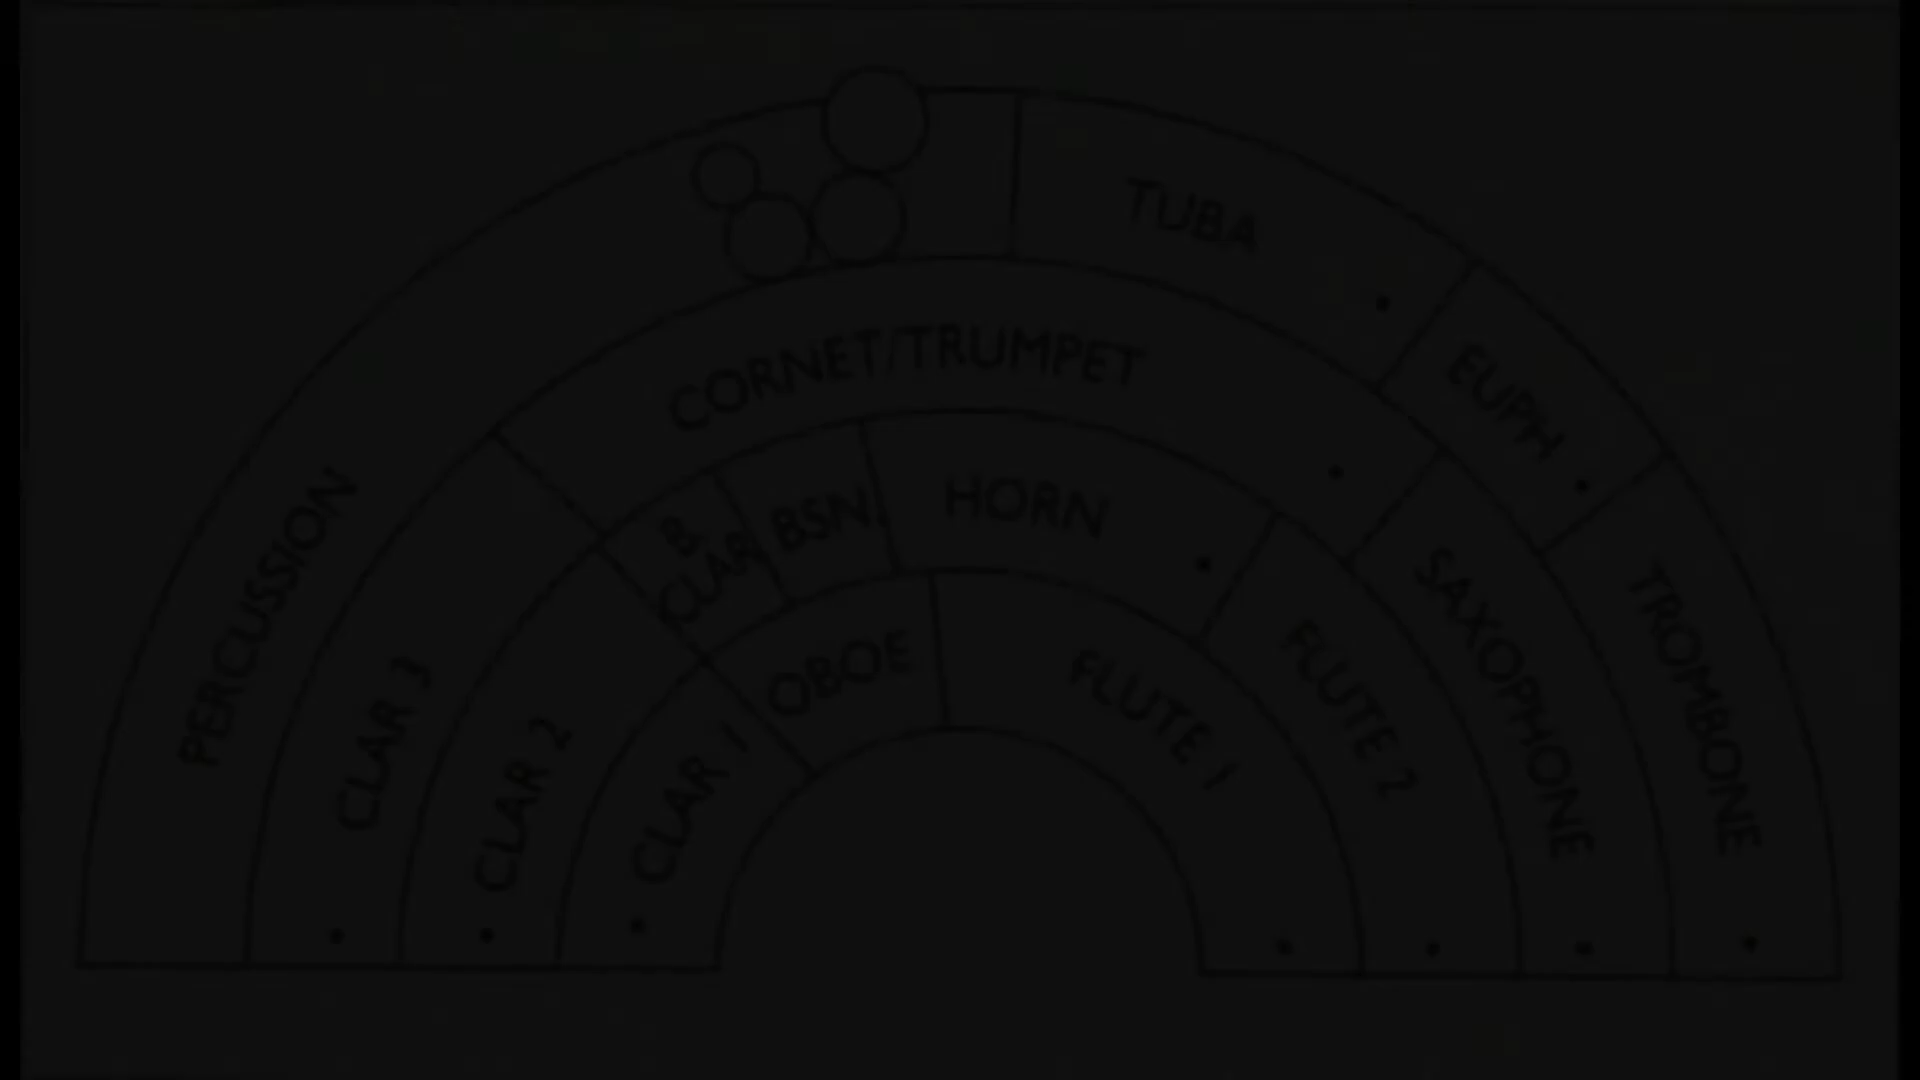 TUBA
EUPH
CORNET/TRUMPET
PERCUSSION
B.
CLAR
BSN.
HORN
SAXOPHONE
TROMBONE
CLAR 3
CLAR 2
CLAR 1
OBOE
FLUTE 1
FLUTE 2